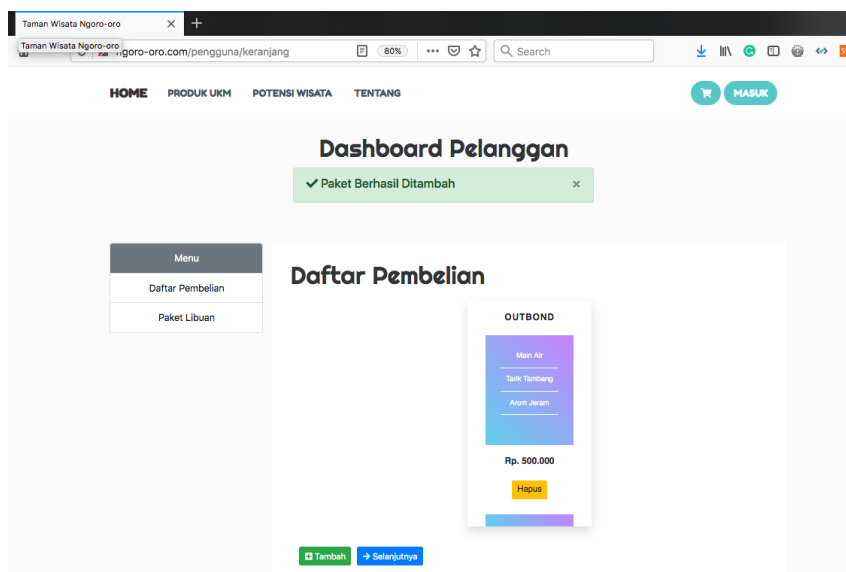 Taman Wisata Ngoro-oro
Taman Wisata Ngoro-oro
ngoro-oro.com/pengguna/keranjang
80%
Search
HOME
PRODUK UKM
POTENSI WISATA
TENTANG
MASUK
Dashboard Pelanggan
Paket Berhasil Ditambah
×
Menu
Daftar Pembelian
Paket Libuan
Daftar Pembelian
OUTBOND
Main Air
Tarik Tambang
Arum Jeram
Rp. 500.000
Hapus
Tambah
Selanjutnya